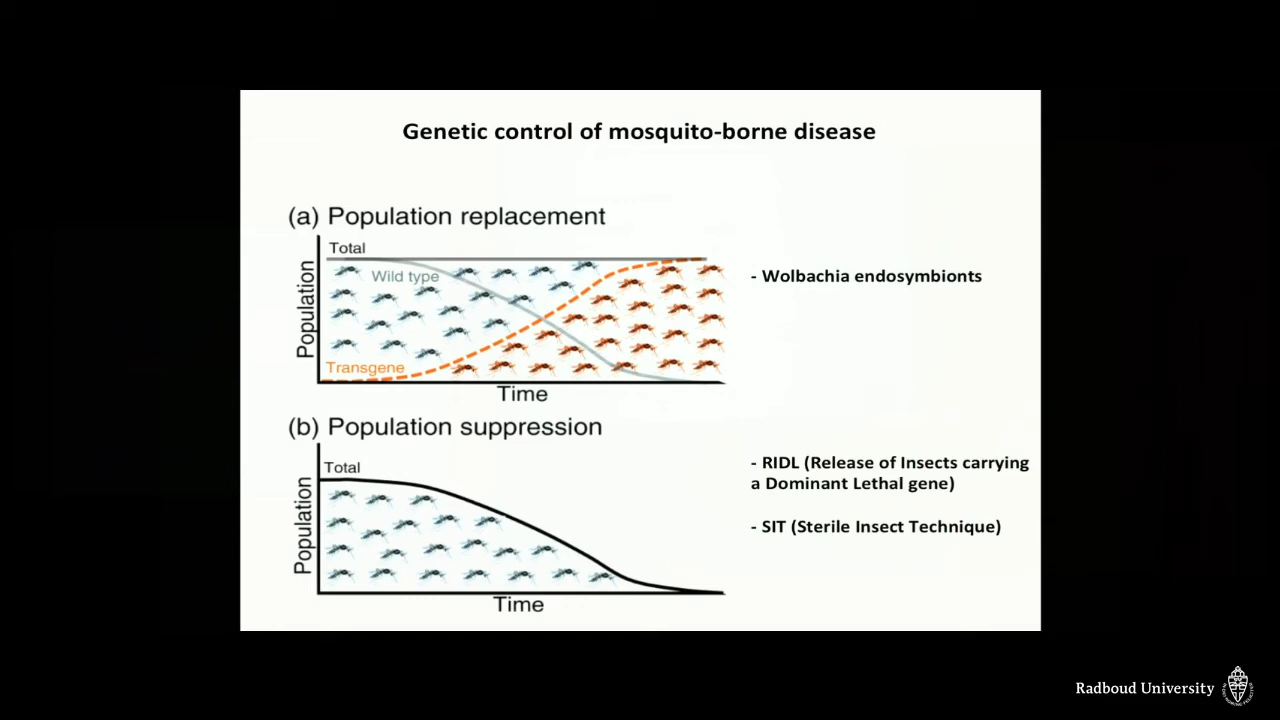 Genetic control of mosquito-borne disease
(a) Population replacement
Total
Wild type
Population
Transgene
Time
- Wolbachia endosymbionts
(b) Population suppression
Total
Population
Time
- RIDL (Release of Insects carrying
a Dominant Lethal gene)
- SIT (Sterile Insect Technique)
Radboud University